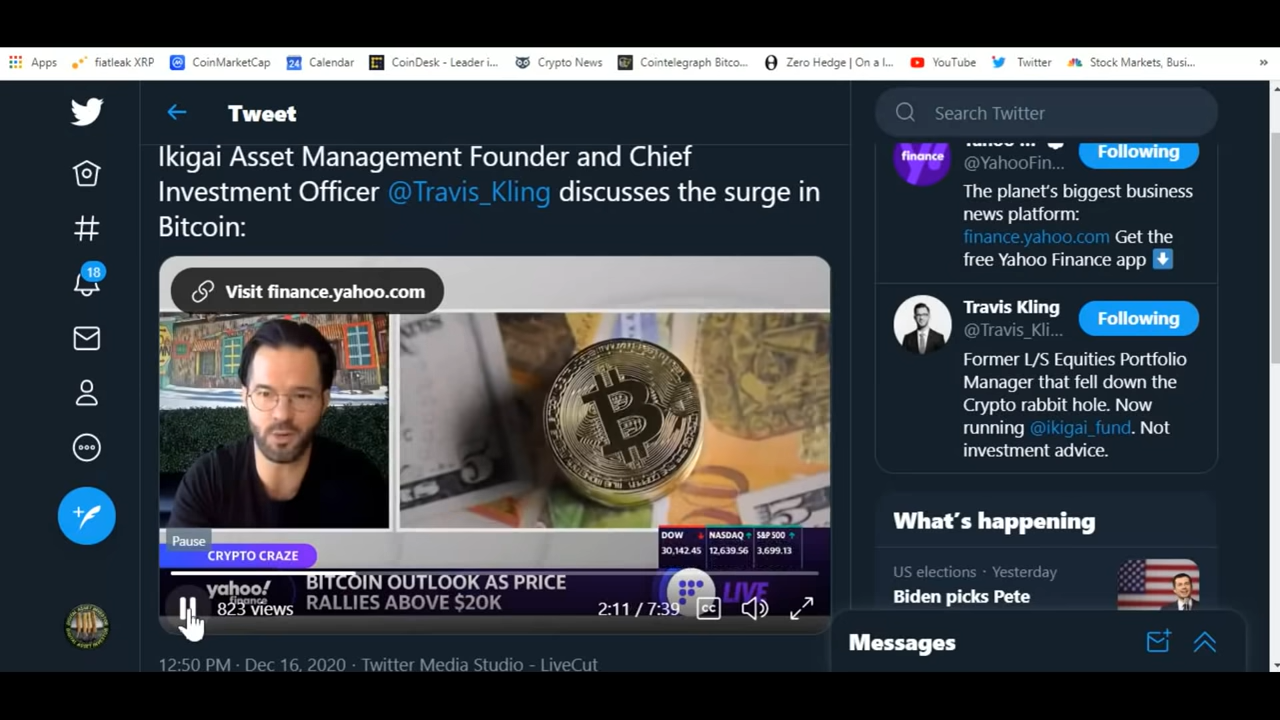 Apps
fiatleak XRP
CoinMarketCap
24
Calendar
CoinDesk - Leader i...
Crypto News
Cointelegraph Bitco...
Zero Hedge | On a l...
YouTube
Twitter
Stock Markets, Busi...
»
Tweet
Search Twitter
Ikigai Asset Management Founder and Chief
Investment Officer @Travis_Kling discusses the surge in
Bitcoin:
Visit finance.yahoo.com
Pause
CRYPTO CRAZE
DOW NASDAQ S&P 500
30,142.45 12,639.56 3,699.13
yahoo!
finance
BITCOIN OUTLOOK AS PRICE
RALLIES ABOVE $20K
LIVE
823 views
2:11 / 7:39
CC
12:50 PM · Dec 16, 2020 · Twitter Media Studio - LiveCut
18
finance
@YahooFin...
Following
The planet's biggest business
news platform:
finance.yahoo.com Get the
free Yahoo Finance app
Travis Kling
@Travis_Kli...
Following
Former L/S Equities Portfolio
Manager that fell down the
Crypto rabbit hole. Now
running @ikigai_fund. Not
investment advice.
What's happening
US elections · Yesterday
Biden picks Pete
Messages